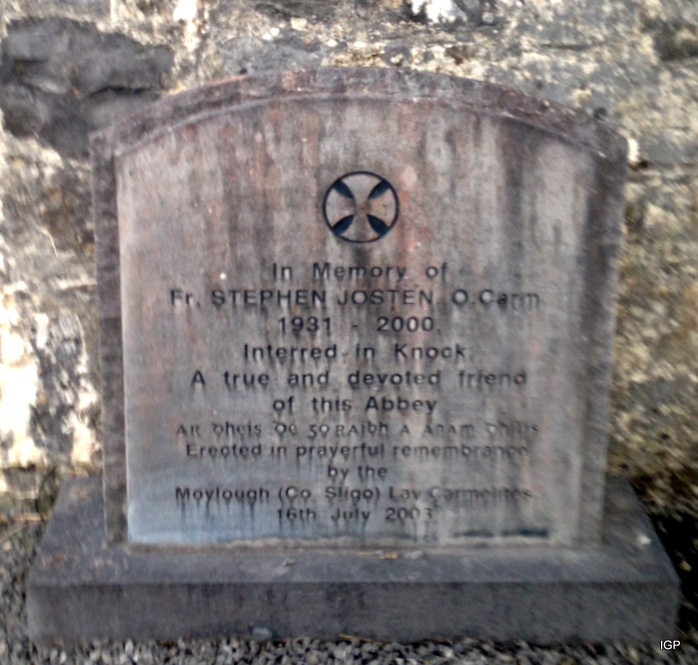 In Memory of
Fr. STEPHEN JOSTEN O.Carm.
1931 - 2000.
Interred in Knock.
A true and devoted friend
of this Abbey
Ar dheis Dé go raibh a anam dhílis
Erected in prayerful remembrance
by the
Moylough (Co. Sligo) Lay Carmelites.
16th July 2003
IGP